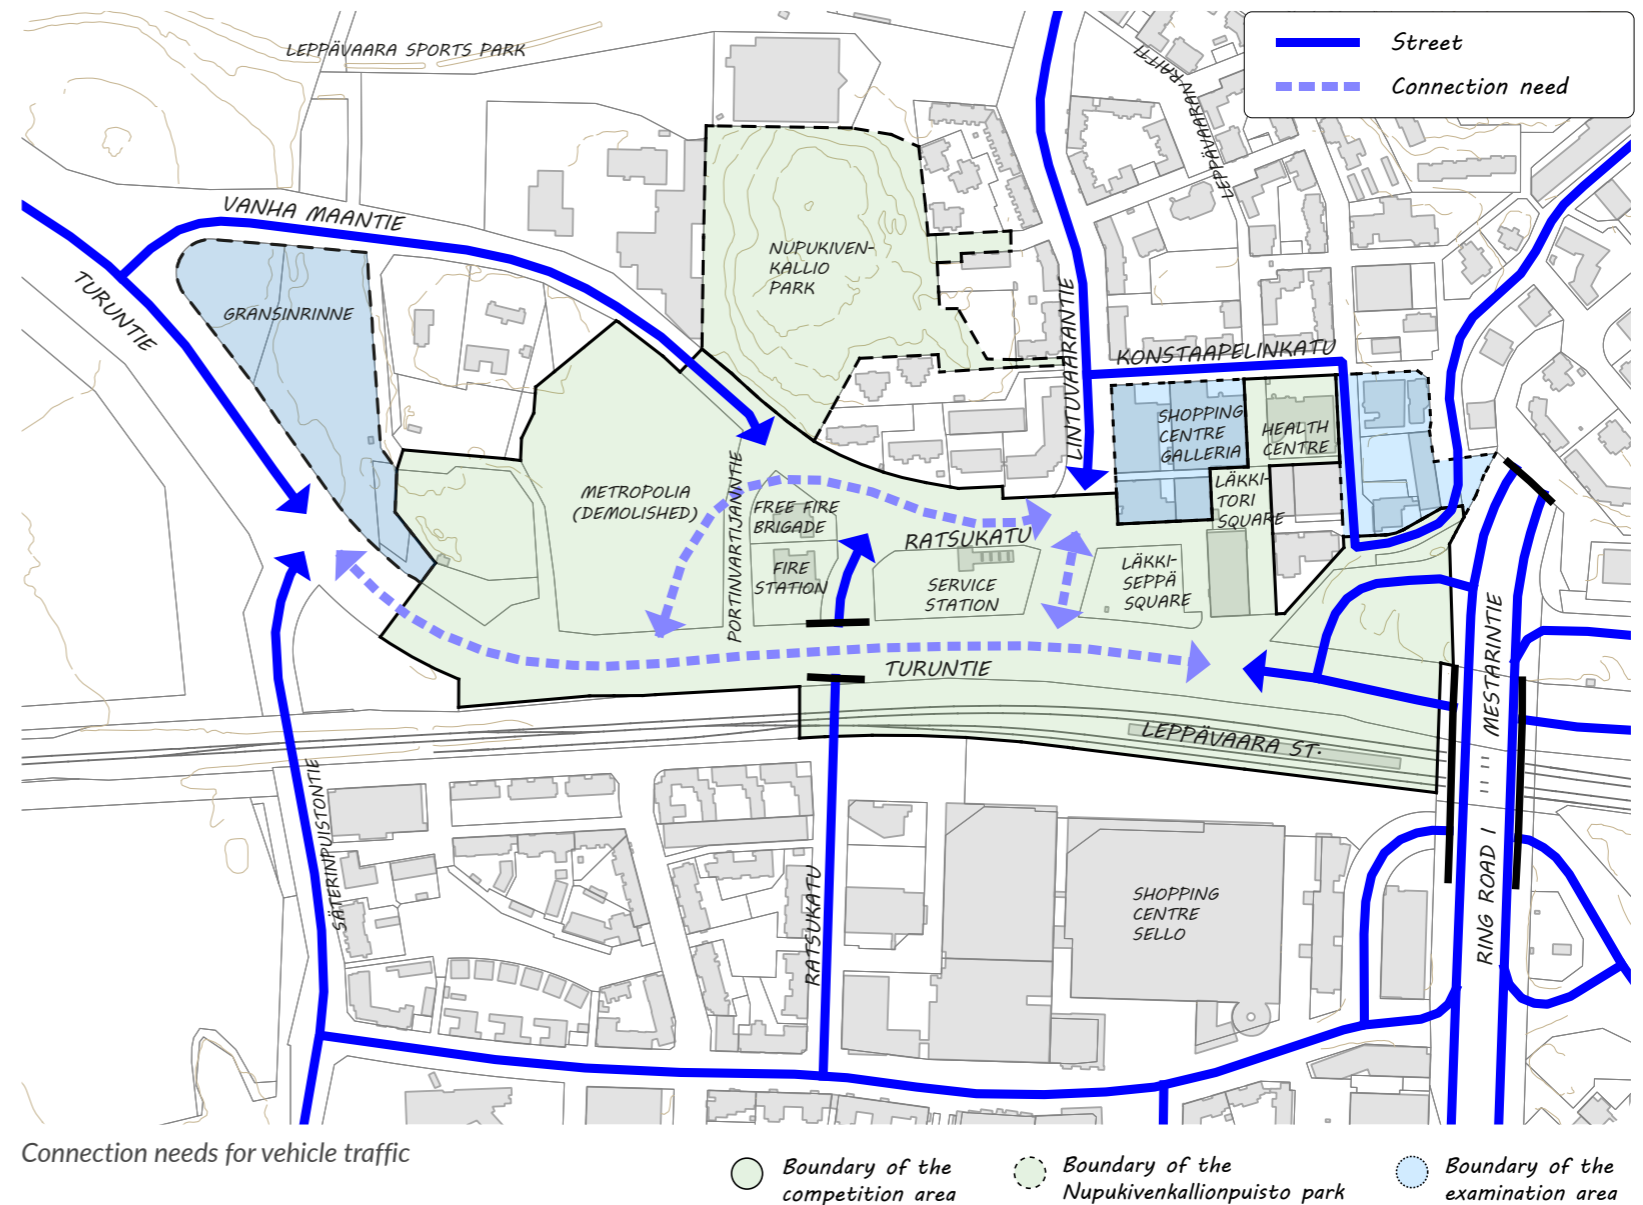 Street
Connection need
LEPPÄVAARA SPORTS PARK
LEPPÄVAARANRAITTI
VANHA MAANTIE
TURUNTIE
GRÄNSINRINNE
NUPUKIVEN-
KALLIO
PARK
LINTUVAARANTIE
KONSTAAPELINKATU
SHOPPING
CENTRE
GALLERIA
HEALTH
CENTRE
LÄKKI-
TORI
SQUARE
METROPOLIA
(DEMOLISHED)
PORTINVARTIJANTIE
FREE FIRE
BRIGADE
FIRE
STATION
RATSUKATU
SERVICE
STATION
LÄKKI-
SEPPÄ
SQUARE
TURUNTIE
LEPPÄVAARA ST.
MESTARINTIE
RING ROAD I
SÄTERINPUISTONTIE
RATSUKATU
SHOPPING
CENTRE
SELLO
Connection needs for vehicle traffic
Boundary of the
competition area
Boundary of the
Nupukivenkallionpuisto park
Boundary of the
examination area